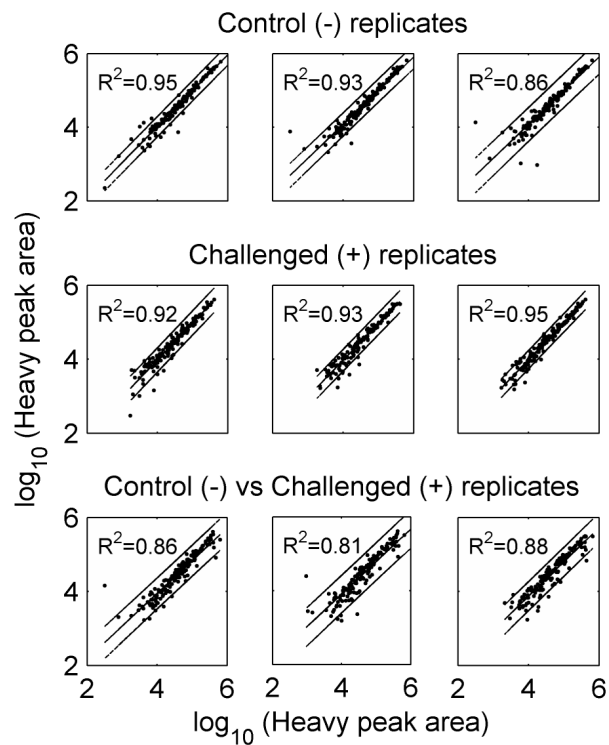 Control (-) replicates
6
4
2
R²=0.95
R²=0.93
R²=0.86
Challenged (+) replicates
6
4
2
R²=0.92
R²=0.93
R²=0.95
log₁₀ (Heavy peak area)
Control (-) vs Challenged (+) replicates
6
4
2
R²=0.86
R²=0.81
R²=0.88
2 4 6 2 4 6 2 4 6
log₁₀ (Heavy peak area)